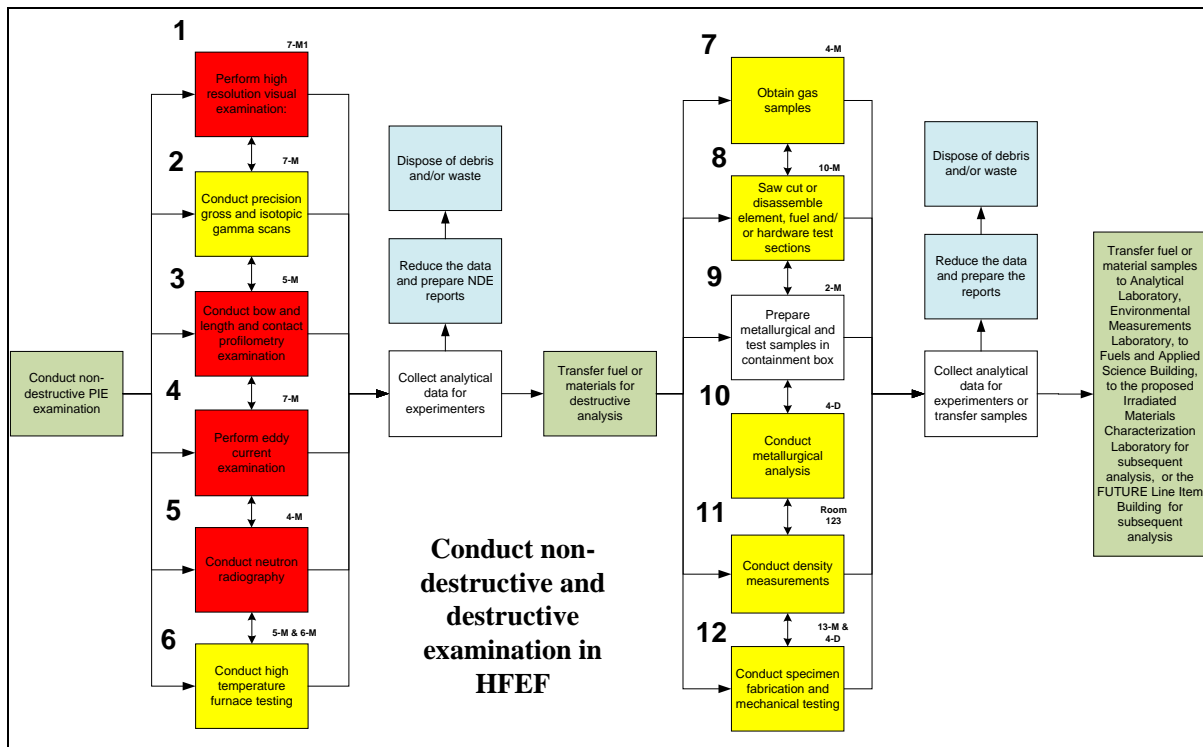 Conduct non-
destructive PIE
examination
1
7-M1
Perform high
resolution visual
examination:
2
7-M
Conduct precision
gross and isotopic
gamma scans
3
5-M
Conduct bow and
length and contact
profilometry
examination
4
7-M
Perform eddy
current
examination
5
4-M
Conduct neutron
radiography
6
5-M & 6-M
Conduct high
temperature
furnace testing
Dispose of debris
and/or waste
Reduce the data
and prepare NDE
reports
Collect analytical
data for
experimenters
Conduct non-
destructive and
destructive
examination in
HFEF
Transfer fuel or
materials for
destructive
analysis
7
4-M
Obtain gas
samples
8
10-M
Saw cut or
disassemble
element, fuel and/
or hardware test
sections
9
2-M
Prepare
metallurgical and
test samples in
containment box
10
4-D
Conduct
metallurgical
analysis
11
Room
123
Conduct density
measurements
12
13-M &
4-D
Conduct specimen
fabrication and
mechanical testing
Dispose of debris
and/or waste
Reduce the data
and prepare the
reports
Collect analytical
data for
experimenters or
transfer samples
Transfer fuel or
material samples
to Analytical
Laboratory,
Environmental
Measurements
Laboratory, to
Fuels and Applied
Science Building,
to the proposed
Irradiated
Materials
Characterization
Laboratory for
subsequent
analysis, or the
FUTURE Line Item
Building for
subsequent
analysis